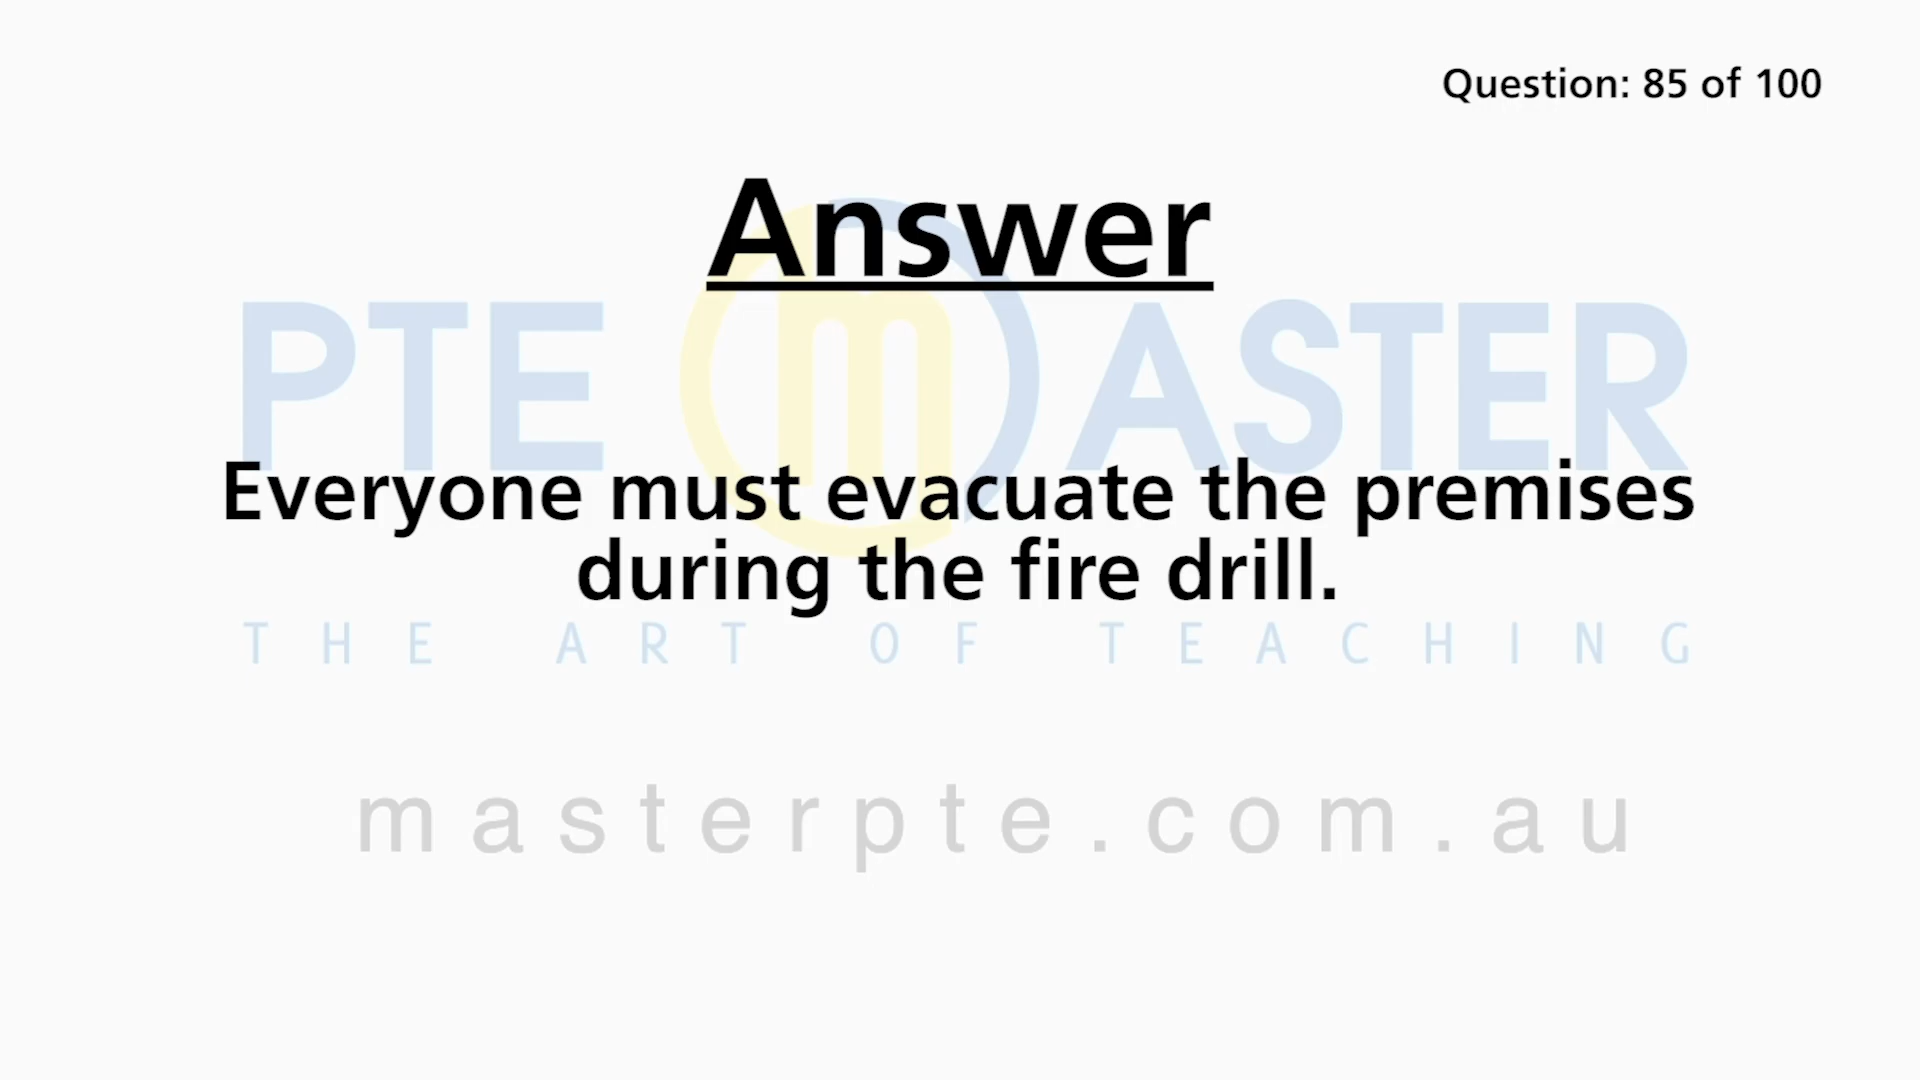 Question: 85 of 100
Answer
PTE mASTER
Everyone must evacuate the premises
during the fire drill.
THE ART OF TEACHING
masterpte.com.au